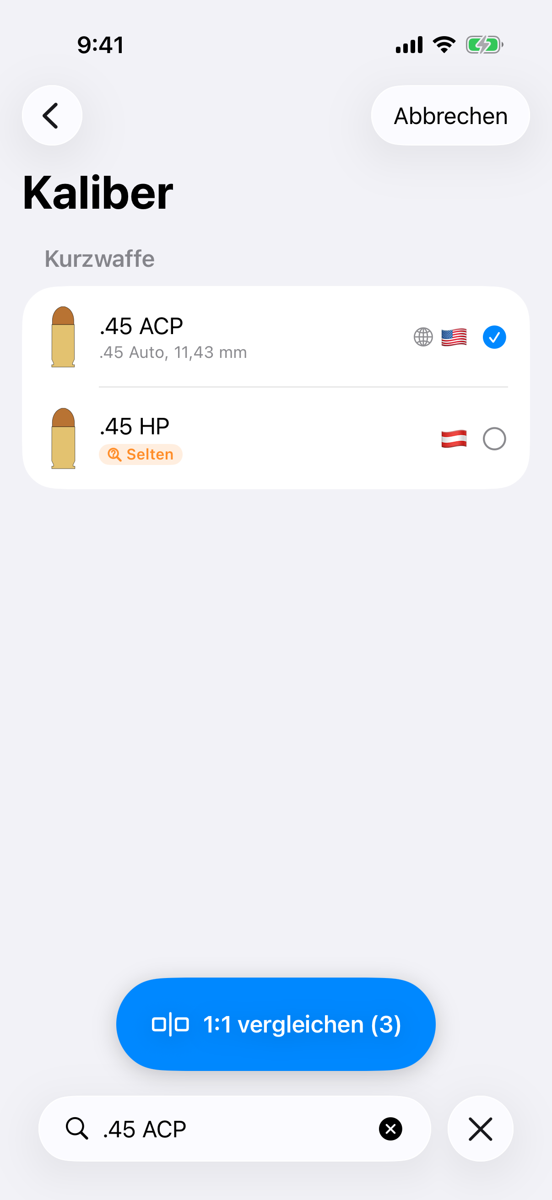 9:41
Abbrechen
Kaliber
Kurzwaffe
.45 ACP
.45 Auto, 11,43 mm
.45 HP
Selten
1:1 vergleichen (3)
.45 ACP